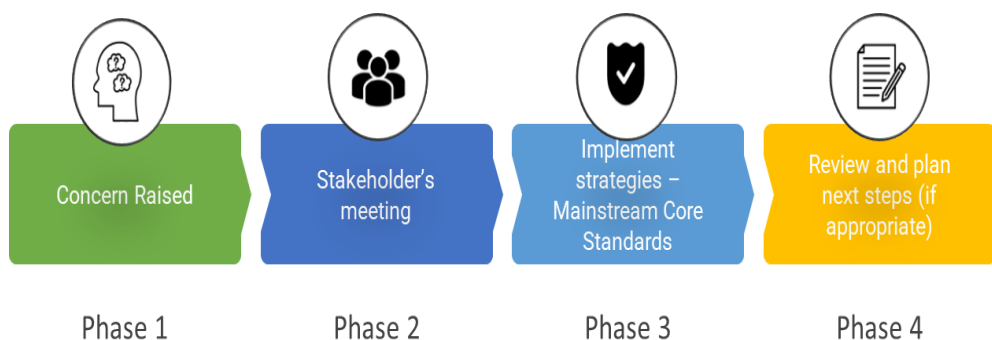 Concern Raised
Stakeholder’s
meeting
Implement
strategies –
Mainstream Core
Standards
Review and plan
next steps (if
appropriate)
Phase 1
Phase 2
Phase 3
Phase 4